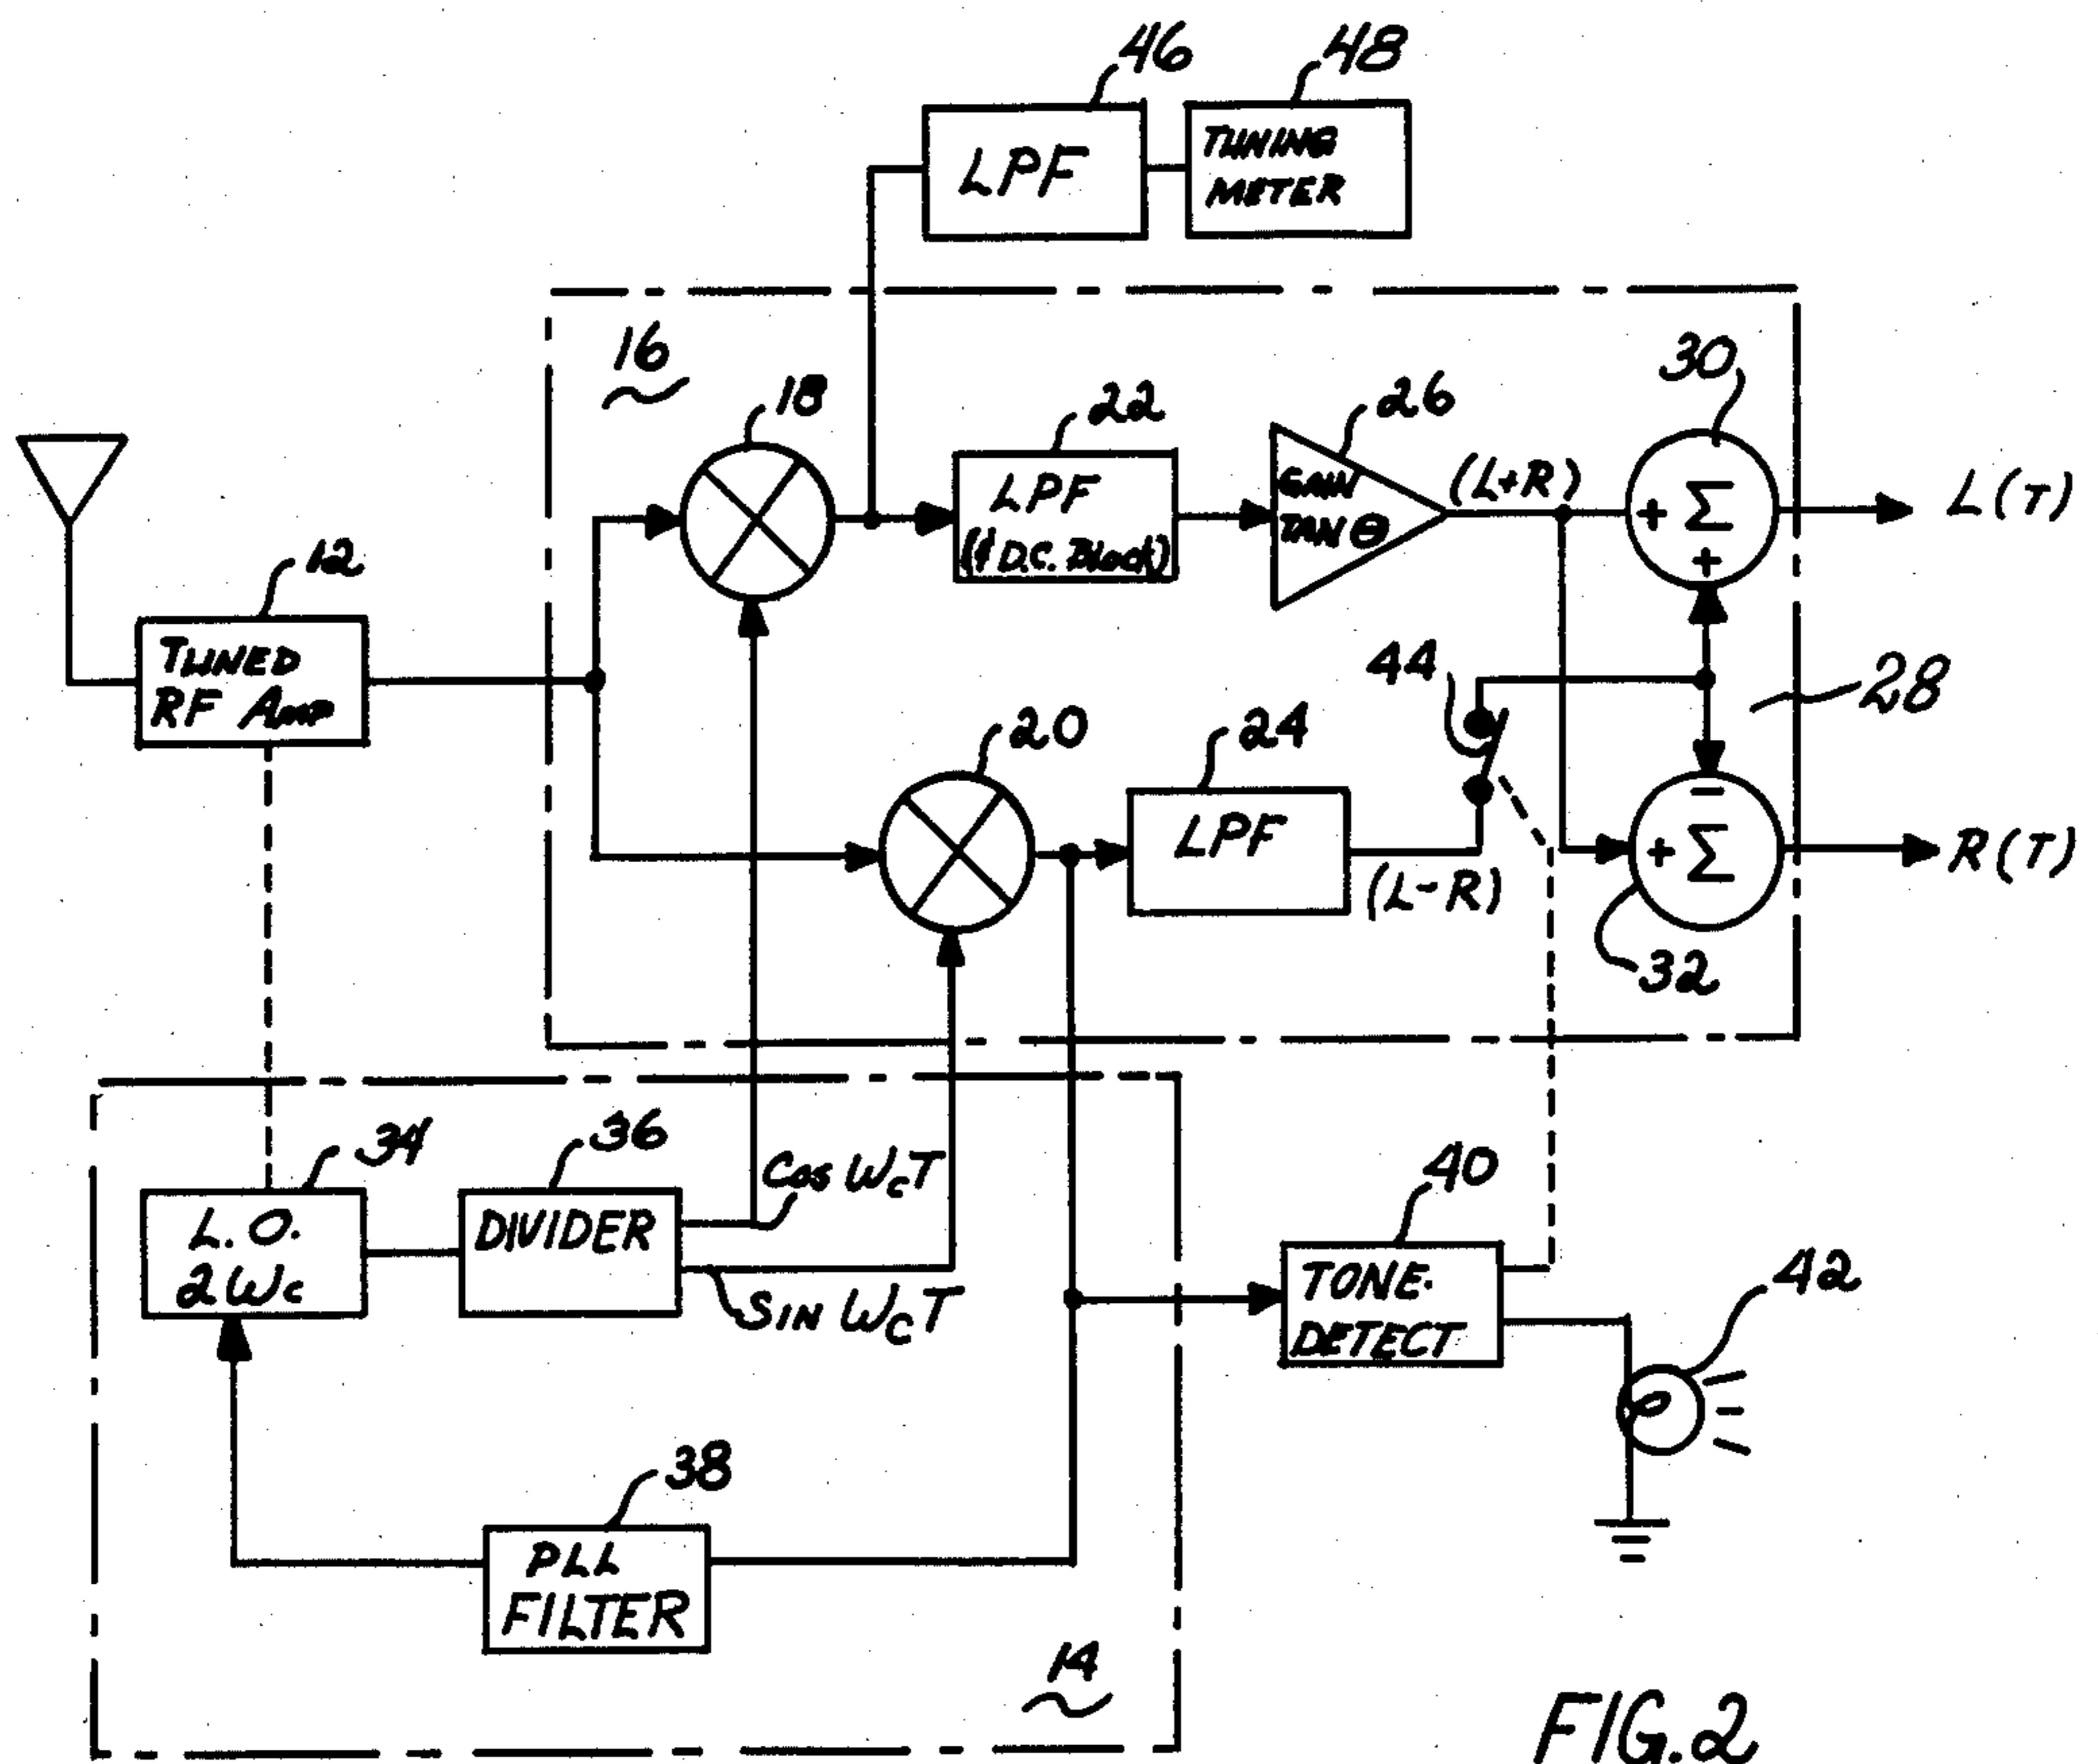 46
48
LPF
TUNING
METER
16
18
22
26
30
LPF
(& D.C. Block)
GAIN
TAN θ
(L+R)
+ Σ
+
L(T)
12
TUNED
RF AMP
44
28
20
24
LPF
(L-R)
-
+ Σ
R(T)
32
34
36
COS WcT
40
L.O.
2Wc
DIVIDER
SIN WcT
TONE
DETECT
42
38
PLL
FILTER
14
FIG.2